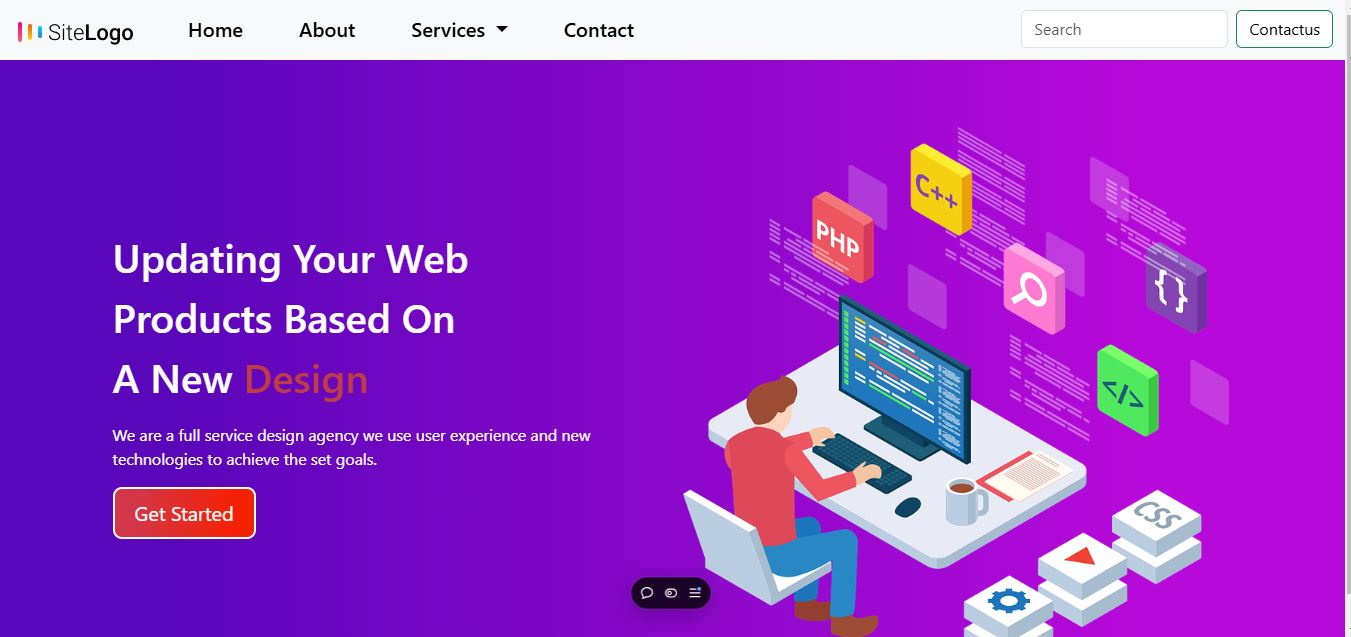 SiteLogo
Home
About
Services
Contact
Search
Contactus
Updating Your Web
Products Based On
A New Design
We are a full service design agency we use user experience and new
technologies to achieve the set goals.
Get Started
C++
PHP
{}
</>
CSS